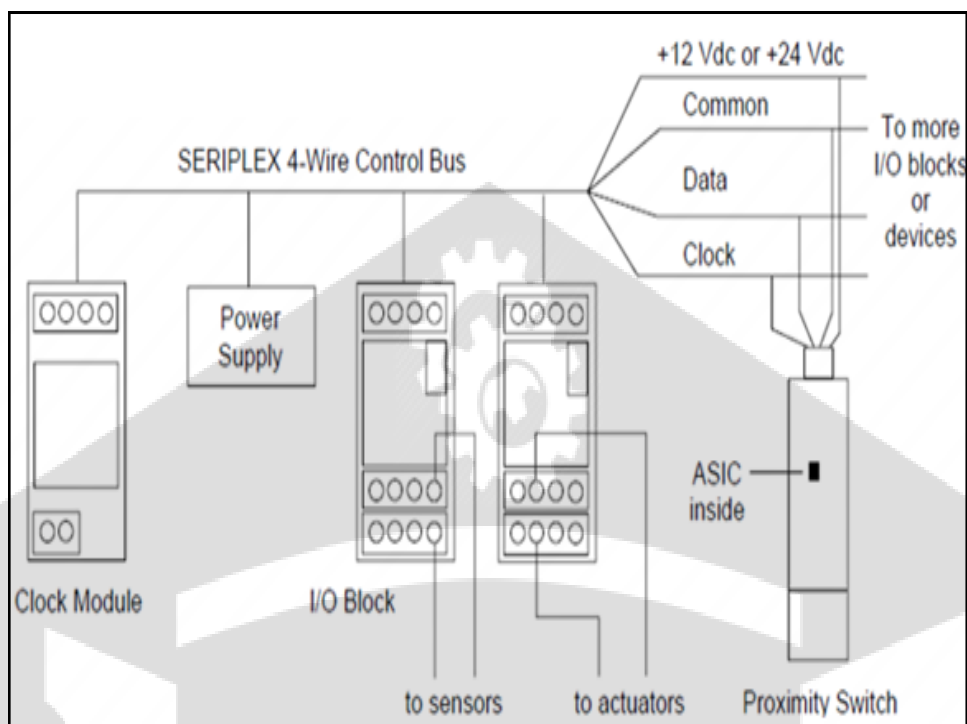 +12 Vdc or +24 Vdc
Common
To more
I/O blocks
or
devices
SERIPLEX 4-Wire Control Bus
Data
Clock
Power
Supply
ASIC
inside
Clock Module
I/O Block
to sensors
to actuators
Proximity Switch